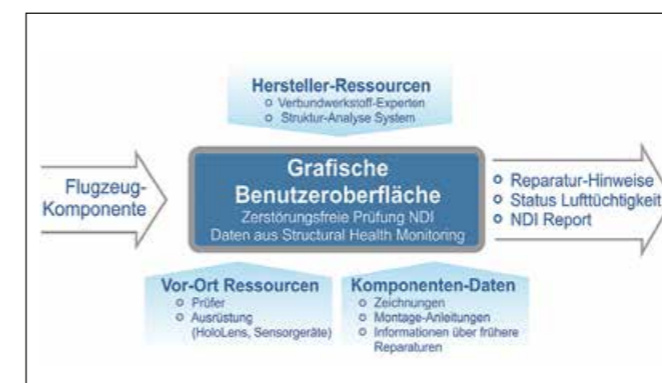 Hersteller-Ressourcen
Verbundwerkstoff-Experten
Struktur-Analyse System
Flugzeug-
Komponente
Grafische
Benutzeroberfläche
Zerstörungsfreie Prüfung NDI
Daten aus Structural Health Monitoring
Reparatur-Hinweise
Status Lufttüchtigkeit
NDI Report
Vor-Ort Ressourcen
Prüfer
Ausrüstung
(HoloLens, Sensorgeräte)
Komponenten-Daten
Zeichnungen
Montage-Anleitungen
Informationen über frühere
Reparaturen